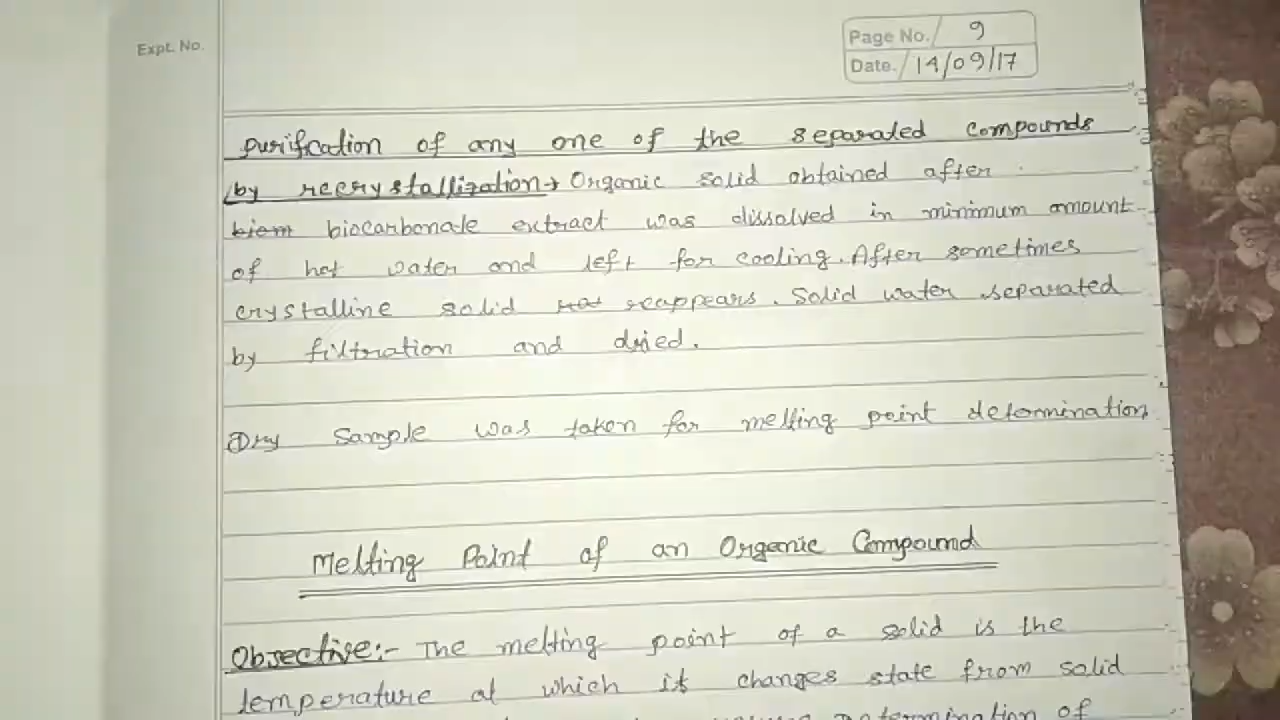 Expt. No.
Page No. 9
Date. 14/09/17
purification of any one of the separated compounds
by recrystallization → Organic solid obtained after
biem biocarbonate extract was dissolved in minimum amount
of hot water and left for cooling. After sometimes
crystalline solid reappears. Solid water separated
by filtration and dried.
Dry Sample was taken for melting point determination
Melting Point of an Organic Compound
Objective:- The melting point of a solid is the
temperature at which it changes state from solid
Determination of